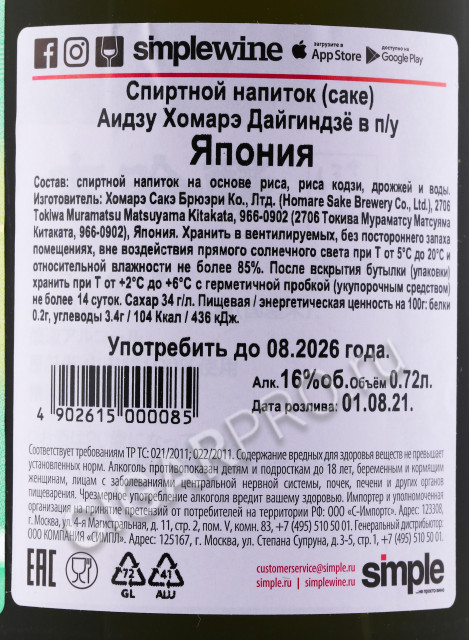 simplewine загрузите в App Store доступно на Google Play
Спиртной напиток (саке)
Аидзу Хомарэ Дайгиндзё в п/у
Япония
Состав: спиртной напиток на основе риса, риса кодзи, дрожжей и воды.
Изготовитель: Хомарэ Сакэ Брюэри Ко., Лтд. (Homare Sake Brewery Co., Ltd.), 2706
Tokiwa Muramatsu Matsuyama Kitakata, 966-0902 (2706 Токива Мураматсу Матсуяма
Китаката, 966-0902), Япония. Хранить в вентилируемых, без постороннего запаха
помещениях, вне воздействия прямого солнечного света при Т от 5°С до 20°С и
относительной влажности не более 85%. После вскрытия бутылки (упаковки)
хранить при Т от +2°С до +6°С с герметичной пробкой (укупорочным средством)
не более 14 суток. Сахар 34 г/л. Пищевая / энергетическая ценность на 100г: белки
0.2г, углеводы 3.4г / 104 Ккал / 436 кДж.
Употребить до 08.2026 года.
Алк. 16%об. Объём 0.72л.
Дата розлива: 01.08.21.
4 902615 000085
Соответствует требованиям ТР ТС: 021/2011; 022/2011. Содержание вредных для здоровья веществ не превышает
установленных норм. Алкоголь противопоказан детям и подросткам до 18 лет, беременным и кормящим
женщинам, лицам с заболеваниями центральной нервной системы, почек, печени и других органов
пищеварения. Чрезмерное употребление алкоголя вредит вашему здоровью. Импортер и уполномоченная
организация на принятие претензий от потребителей на территории РФ: ООО «С-Импортс». Адрес: 123308,
г. Москва, ул. 4-я Магистральная, д. 11, стр. 2, пом. V, комн. 83, +7 (495) 510 50 01. Генеральный дистрибьютор:
ООО «КОМПАНИЯ «СИМПЛ». Адрес: 125167, г. Москва, ул. Степана Супруна, д. 3-5, стр. 1, +7 (495) 510 50 01.
EAC
72
GL
41
ALU
customerservice@simple.ru
simple.ru | simplewine.ru
simple
...не просто вино
CIGARPRO.ru